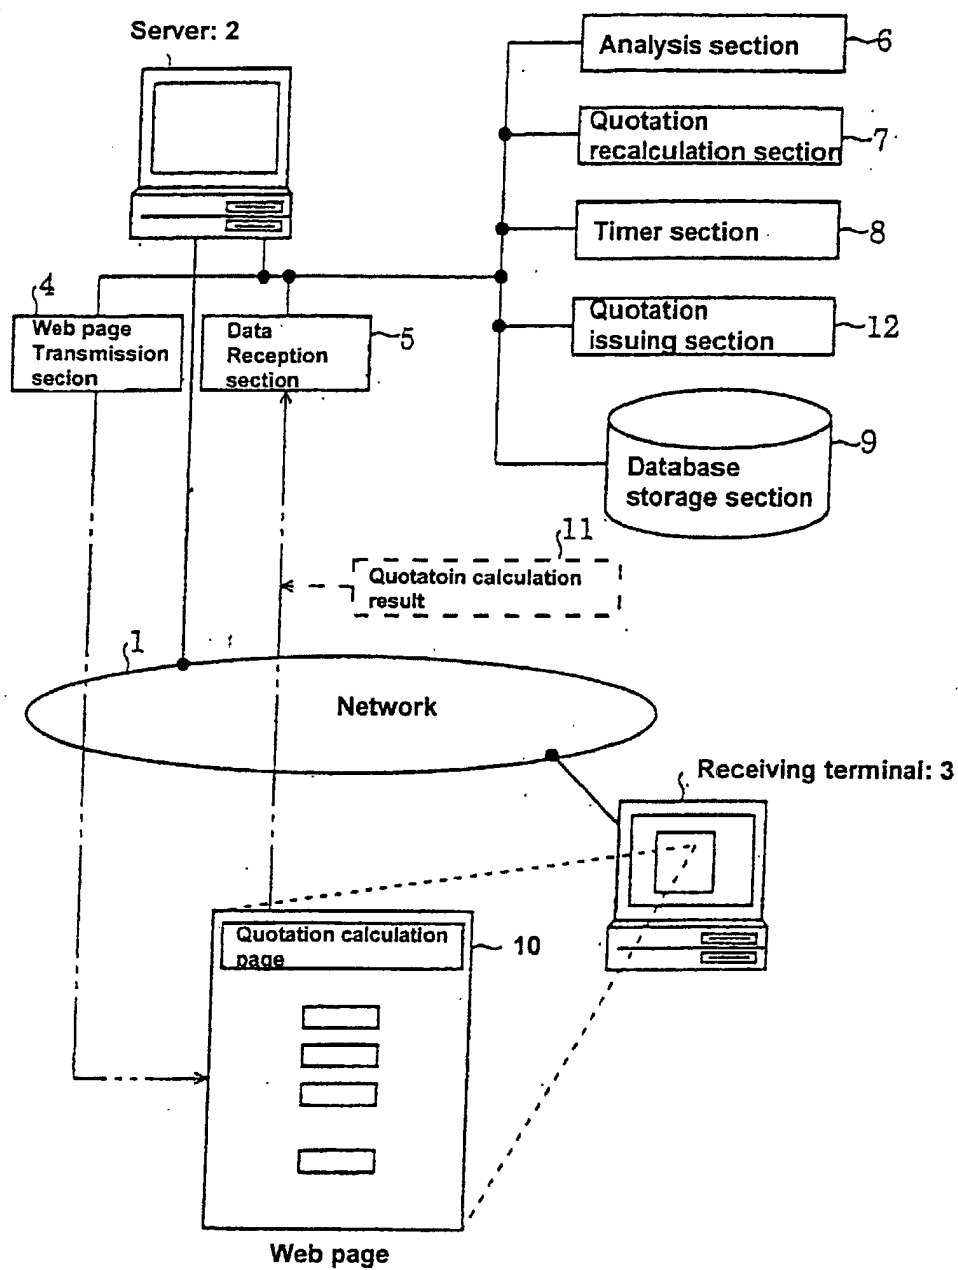 Server: 2
Analysis section
6
Quotation
recalculation section
7
Timer section
8
Quotation
issuing section
12
4
Web page
Transmission
secion
Data
Reception
section
5
Database
storage section
9
11
Quotatoin calculation
result
1
Network
Receiving terminal: 3
Quotation calculation
page
10
Web page